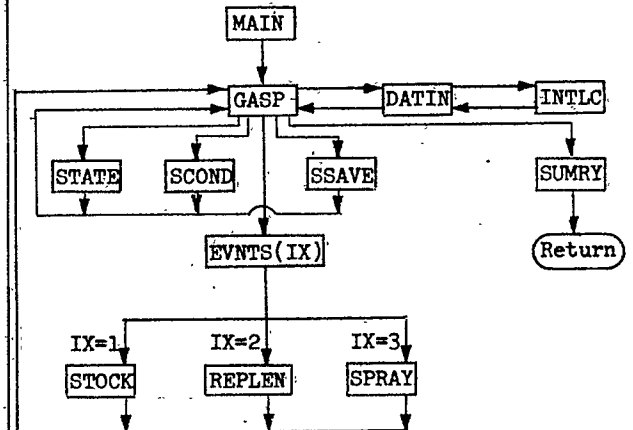 MAIN
GASP
DATIN
INTLC
STATE
SCOND
SSAVE
SUMRY
EVNTS(IX)
Return
IX=1
IX=2
IX=3
STOCK
REPLEN
SPRAY